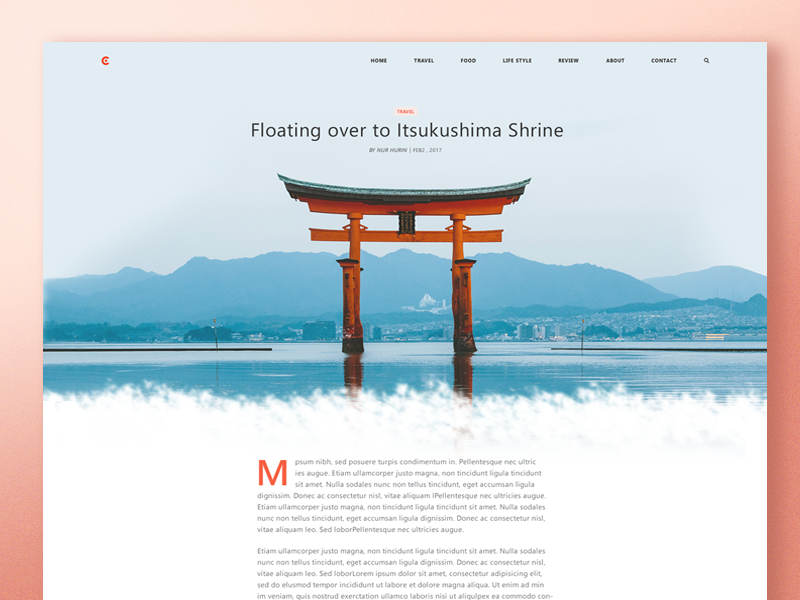 HOME TRAVEL FOOD LIFE STYLE REVIEW ABOUT CONTACT
TRAVEL
Floating over to Itsukushima Shrine
BY NUR HURIN | FEB2 , 2017
M psum nibh, sed posuere turpis condimentum in. Pellentesque nec ultric
ies augue. Etiam ullamcorper justo magna, non tincidunt ligula tincidunt
sit amet. Nulla sodales nunc non tellus tincidunt, eget accumsan ligula
dignissim. Donec ac consectetur nisl, vitae aliquam lPellentesque nec ultricies augue.
Etiam ullamcorper justo magna, non tincidunt ligula tincidunt sit amet. Nulla sodales
nunc non tellus tincidunt, eget accumsan ligula dignissim. Donec ac consectetur nisl,
vitae aliquam leo. Sed loborPellentesque nec ultricies augue.
Etiam ullamcorper justo magna, non tincidunt ligula tincidunt sit amet. Nulla sodales
nunc non tellus tincidunt, eget accumsan ligula dignissim. Donec ac consectetur nisl,
vitae aliquam leo. Sed loborLorem ipsum dolor sit amet, consectetur adipisicing elit,
sed do eiusmod tempor incididunt ut labore et dolore magna aliqua. Ut enim ad min
im veniam, quis nostrud exerctation ullamco laboris nisi ut aliqulpex ea commodo con-